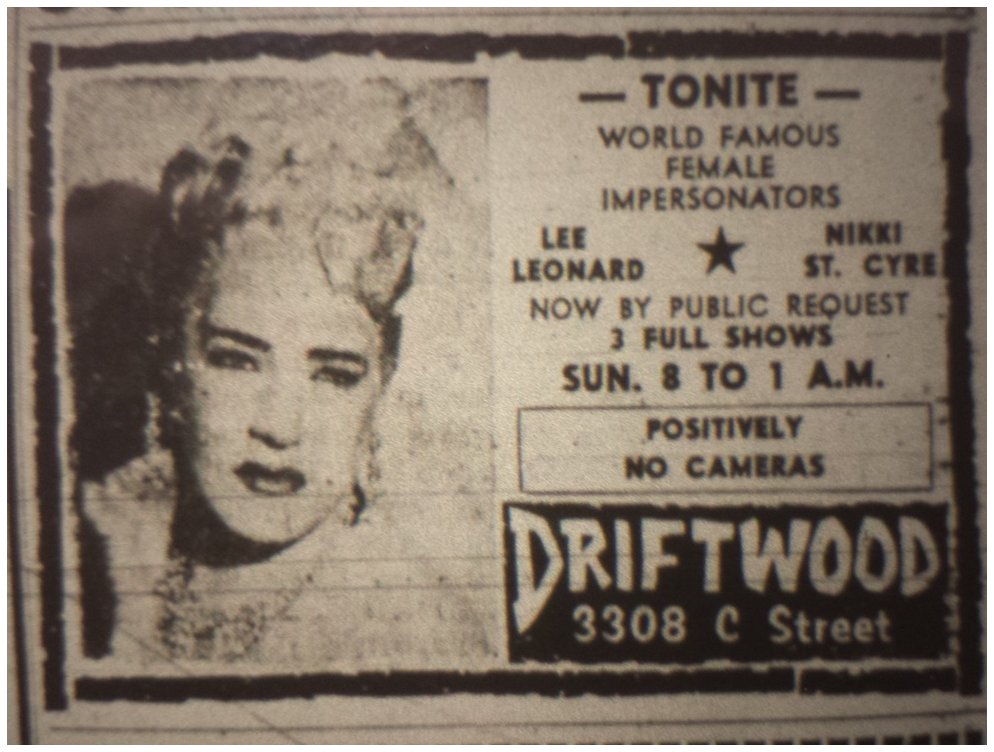 — TONITE —
WORLD FAMOUS
FEMALE
IMPERSONATORS
LEE
LEONARD
★
NIKKI
ST. CYRE
NOW BY PUBLIC REQUEST
3 FULL SHOWS
SUN. 8 TO 1 A.M.
POSITIVELY
NO CAMERAS
DRIFTWOOD
3308 C Street